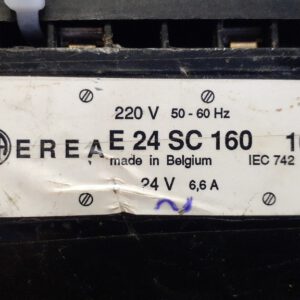 220 V 50-60 Hz
EREA E 24 SC 160
made in Belgium IEC 742
24 V 6,6 A